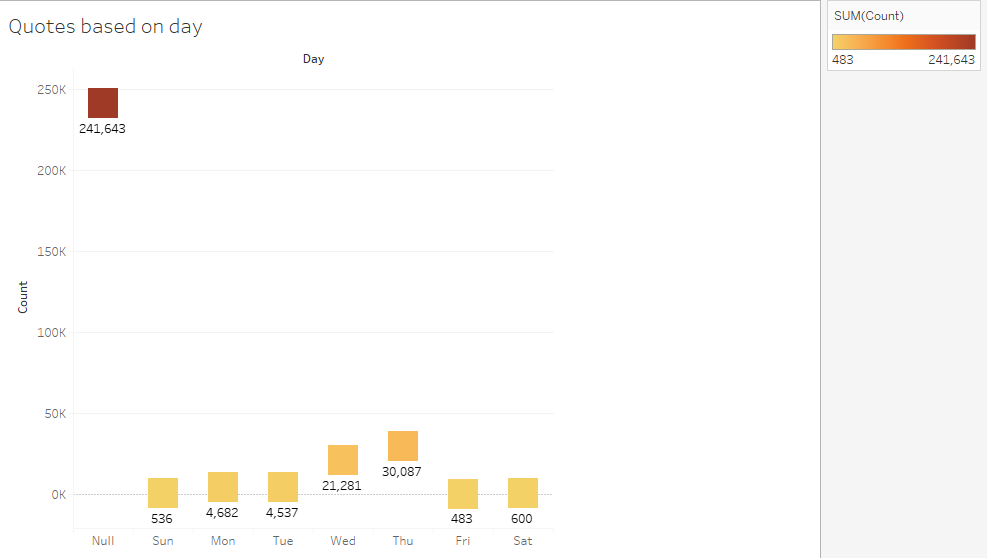 Quotes based on day
SUM(Count)
483 241,643
Day
Count
250K
200K
150K
100K
50K
0K
241,643
536
4,682
4,537
21,281
30,087
483
600
Null Sun Mon Tue Wed Thu Fri Sat